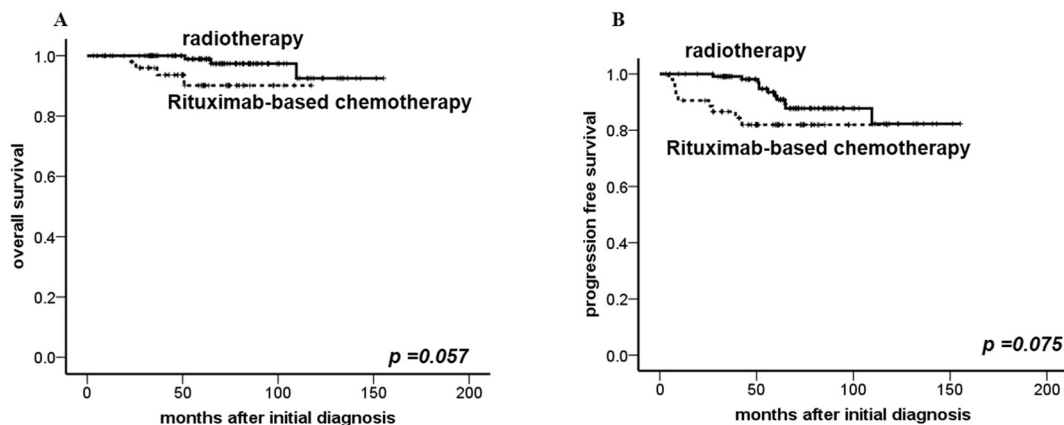 A
radiotherapy
Rituximab-based chemotherapy
overall survival
1.0
0.8
0.6
0.4
0.2
0.0
p =0.057
0 50 100 150 200
months after initial diagnosis
B
radiotherapy
Rituximab-based chemotherapy
progression free survival
1.0
0.8
0.6
0.4
0.2
0.0
p =0.075
0 50 100 150 200
months after initial diagnosis